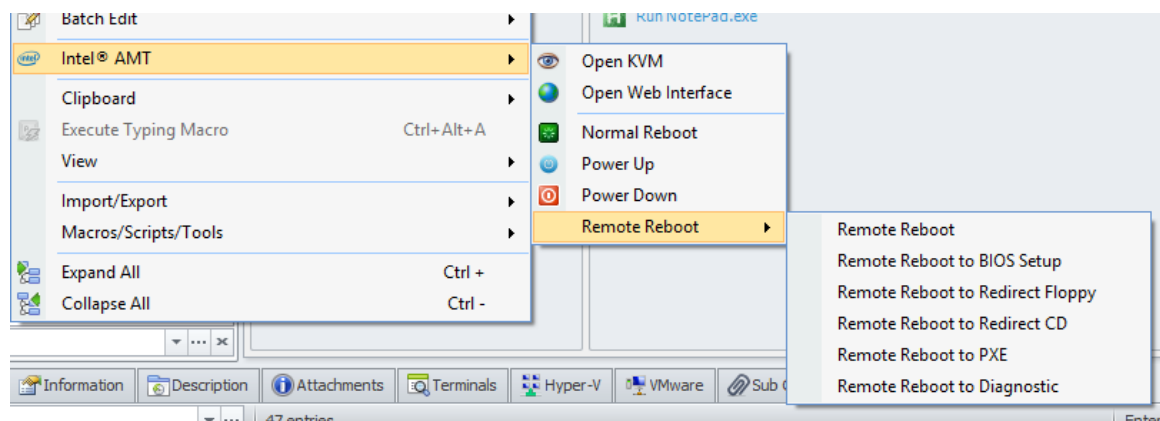 Batch Edit
Run NotePad.exe
Intel® AMT
Open KVM
Open Web Interface
Clipboard
Execute Typing Macro Ctrl+Alt+A
Normal Reboot
View
Power Up
Import/Export
Power Down
Macros/Scripts/Tools
Remote Reboot
Remote Reboot
Remote Reboot to BIOS Setup
Remote Reboot to Redirect Floppy
Remote Reboot to Redirect CD
Remote Reboot to PXE
Remote Reboot to Diagnostic
Expand All Ctrl +
Collapse All Ctrl -
Information Description Attachments Terminals Hyper-V VMware Sub
47 entries